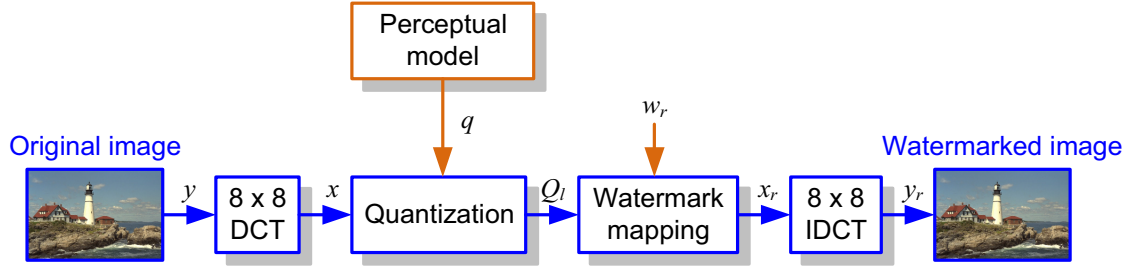 Perceptual
model
q
w_r
Original image
Watermarked image
y
8 x 8
DCT
x
Quantization
Q_l
Watermark
mapping
x_r
8 x 8
IDCT
y_r